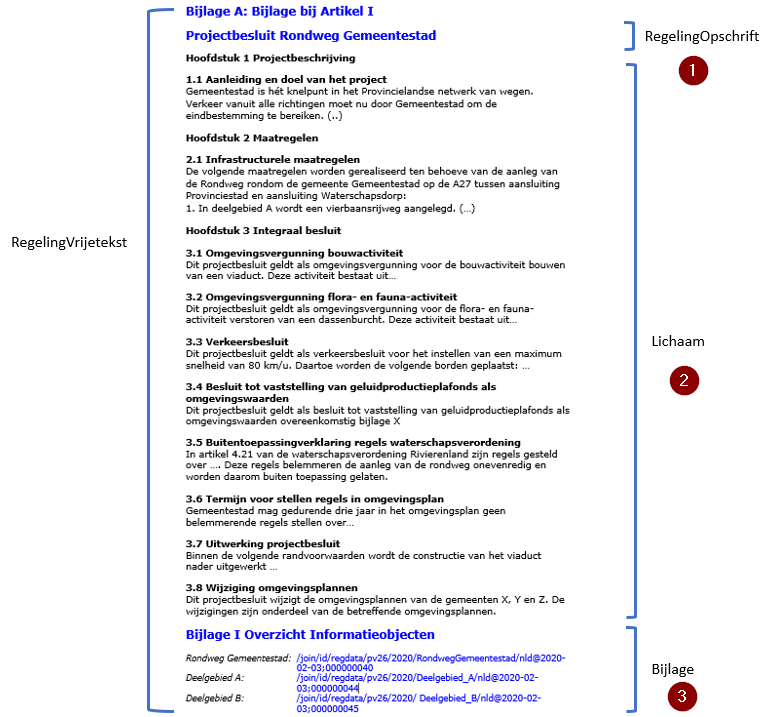 Bijlage A: Bijlage bij Artikel I
Projectbesluit Rondweg Gemeentestad
RegelingOpschrift
1
Hoofdstuk 1 Projectbeschrijving
1.1 Aanleiding en doel van het project
Gemeentestad is hét knelpunt in het Provincielandse netwerk van wegen.
Verkeer vanuit alle richtingen moet nu door Gemeentestad om de
eindbestemming te bereiken. (..)
Hoofdstuk 2 Maatregelen
2.1 Infrastructurele maatregelen
De volgende maatregelen worden gerealiseerd ten behoeve van de aanleg van
de Rondweg rondom de gemeente Gemeentestad op de A27 tussen aansluiting
Provinciestad en aansluiting Waterschapsdorp:
1. In deelgebied A wordt een vierbaansrijweg aangelegd. (…)
Hoofdstuk 3 Integraal besluit
RegelingVrijetekst
3.1 Omgevingsvergunning bouwactiviteit
Dit projectbesluit geldt als omgevingsvergunning voor de bouwactiviteit bouwen
van een viaduct. Deze activiteit bestaat uit…
3.2 Omgevingsvergunning flora- en fauna-activiteit
Dit projectbesluit geldt als omgevingsvergunning voor de flora- en fauna-
activiteit verstoren van een dassenburcht. Deze activiteit bestaat uit…
3.3 Verkeersbesluit
Dit projectbesluit geldt als verkeersbesluit voor het instellen van een maximum
snelheid van 80 km/u. Daartoe worden de volgende borden geplaatst: …
Lichaam
2
3.4 Besluit tot vaststelling van geluidproductieplafonds als
omgevingswaarden
Dit projectbesluit geldt als besluit tot vaststelling van geluidproductieplafonds als
omgevingswaarden overeenkomstig bijlage X
3.5 Buitentoepassingverklaring regels waterschapsverordening
In artikel 4.21 van de waterschapsverordening Rivierenland zijn regels gesteld
over …. Deze regels belemmeren de aanleg van de rondweg onevenredig en
worden daarom buiten toepassing gelaten.
3.6 Termijn voor stellen regels in omgevingsplan
Gemeentestad mag gedurende drie jaar in het omgevingsplan geen
belemmerende regels stellen over…
3.7 Uitwerking projectbesluit
Binnen de volgende randvoorwaarden wordt de constructie van het viaduct
nader uitgewerkt …
3.8 Wijziging omgevingsplannen
Dit projectbesluit wijzigt de omgevingsplannen van de gemeenten X, Y en Z. De
wijzigingen zijn onderdeel van de betreffende omgevingsplannen.
Bijlage I Overzicht Informatieobjecten
Rondweg Gemeentestad: /join/id/regdata/pv26/2020/RondwegGemeentestad/nld@2020-
02-03;000000040
Deelgebied A: /join/id/regdata/pv26/2020/Deelgebied_A/nld@2020-02-
03;000000044
Deelgebied B: /join/id/regdata/pv26/2020/ Deelgebied_B/nld@2020-02-
03;000000045
Bijlage
3